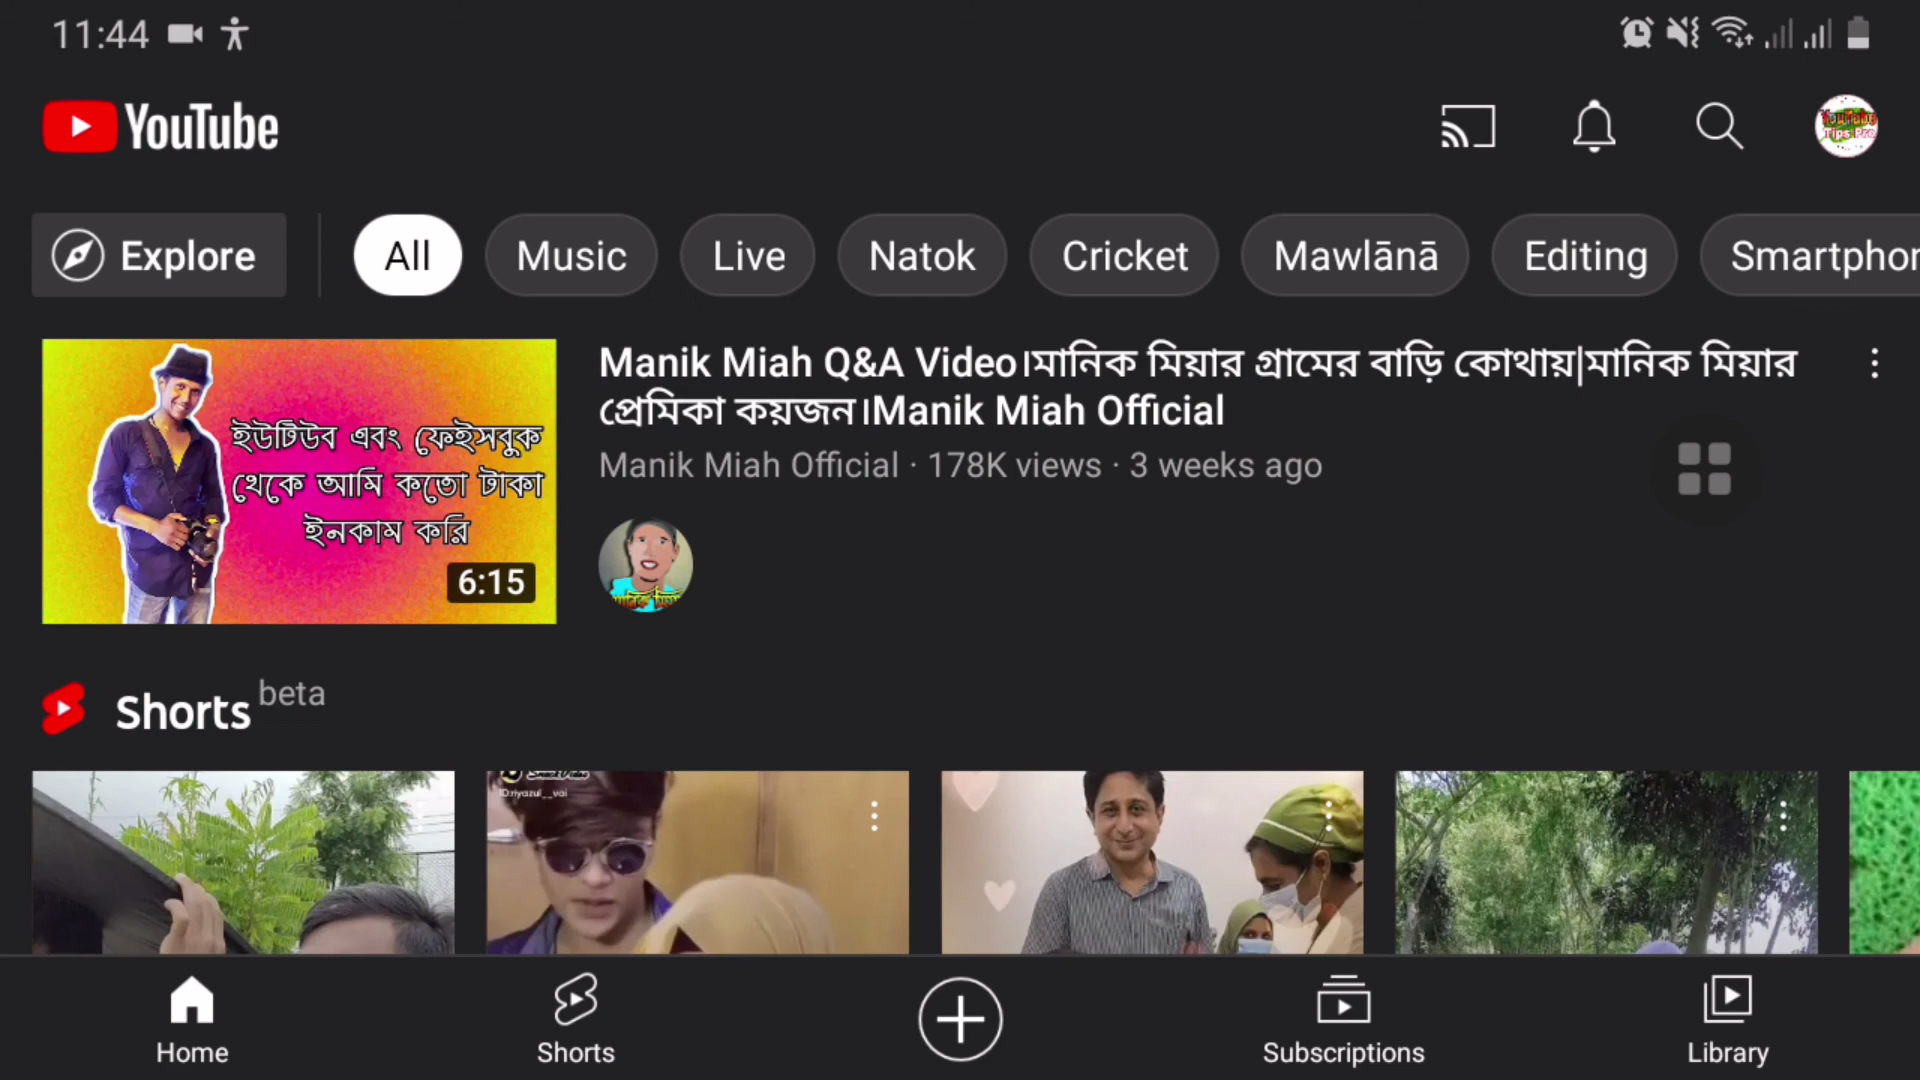 11:44
YouTube
Explore
All
Music
Live
Natok
Cricket
Mawlānā
Editing
Smartphon
ইউটিউব এবং ফেইসবুক
থেকে আমি কতো টাকা
ইনকাম করি
6:15
Manik Miah Q&A Video।মানিক মিয়ার গ্রামের বাড়ি কোথায়|মানিক মিয়ার
প্রেমিকা কয়জন।Manik Miah Official
Manik Miah Official · 178K views · 3 weeks ago
Shorts beta
ID:riyazul__vai
Home
Shorts
Subscriptions
Library